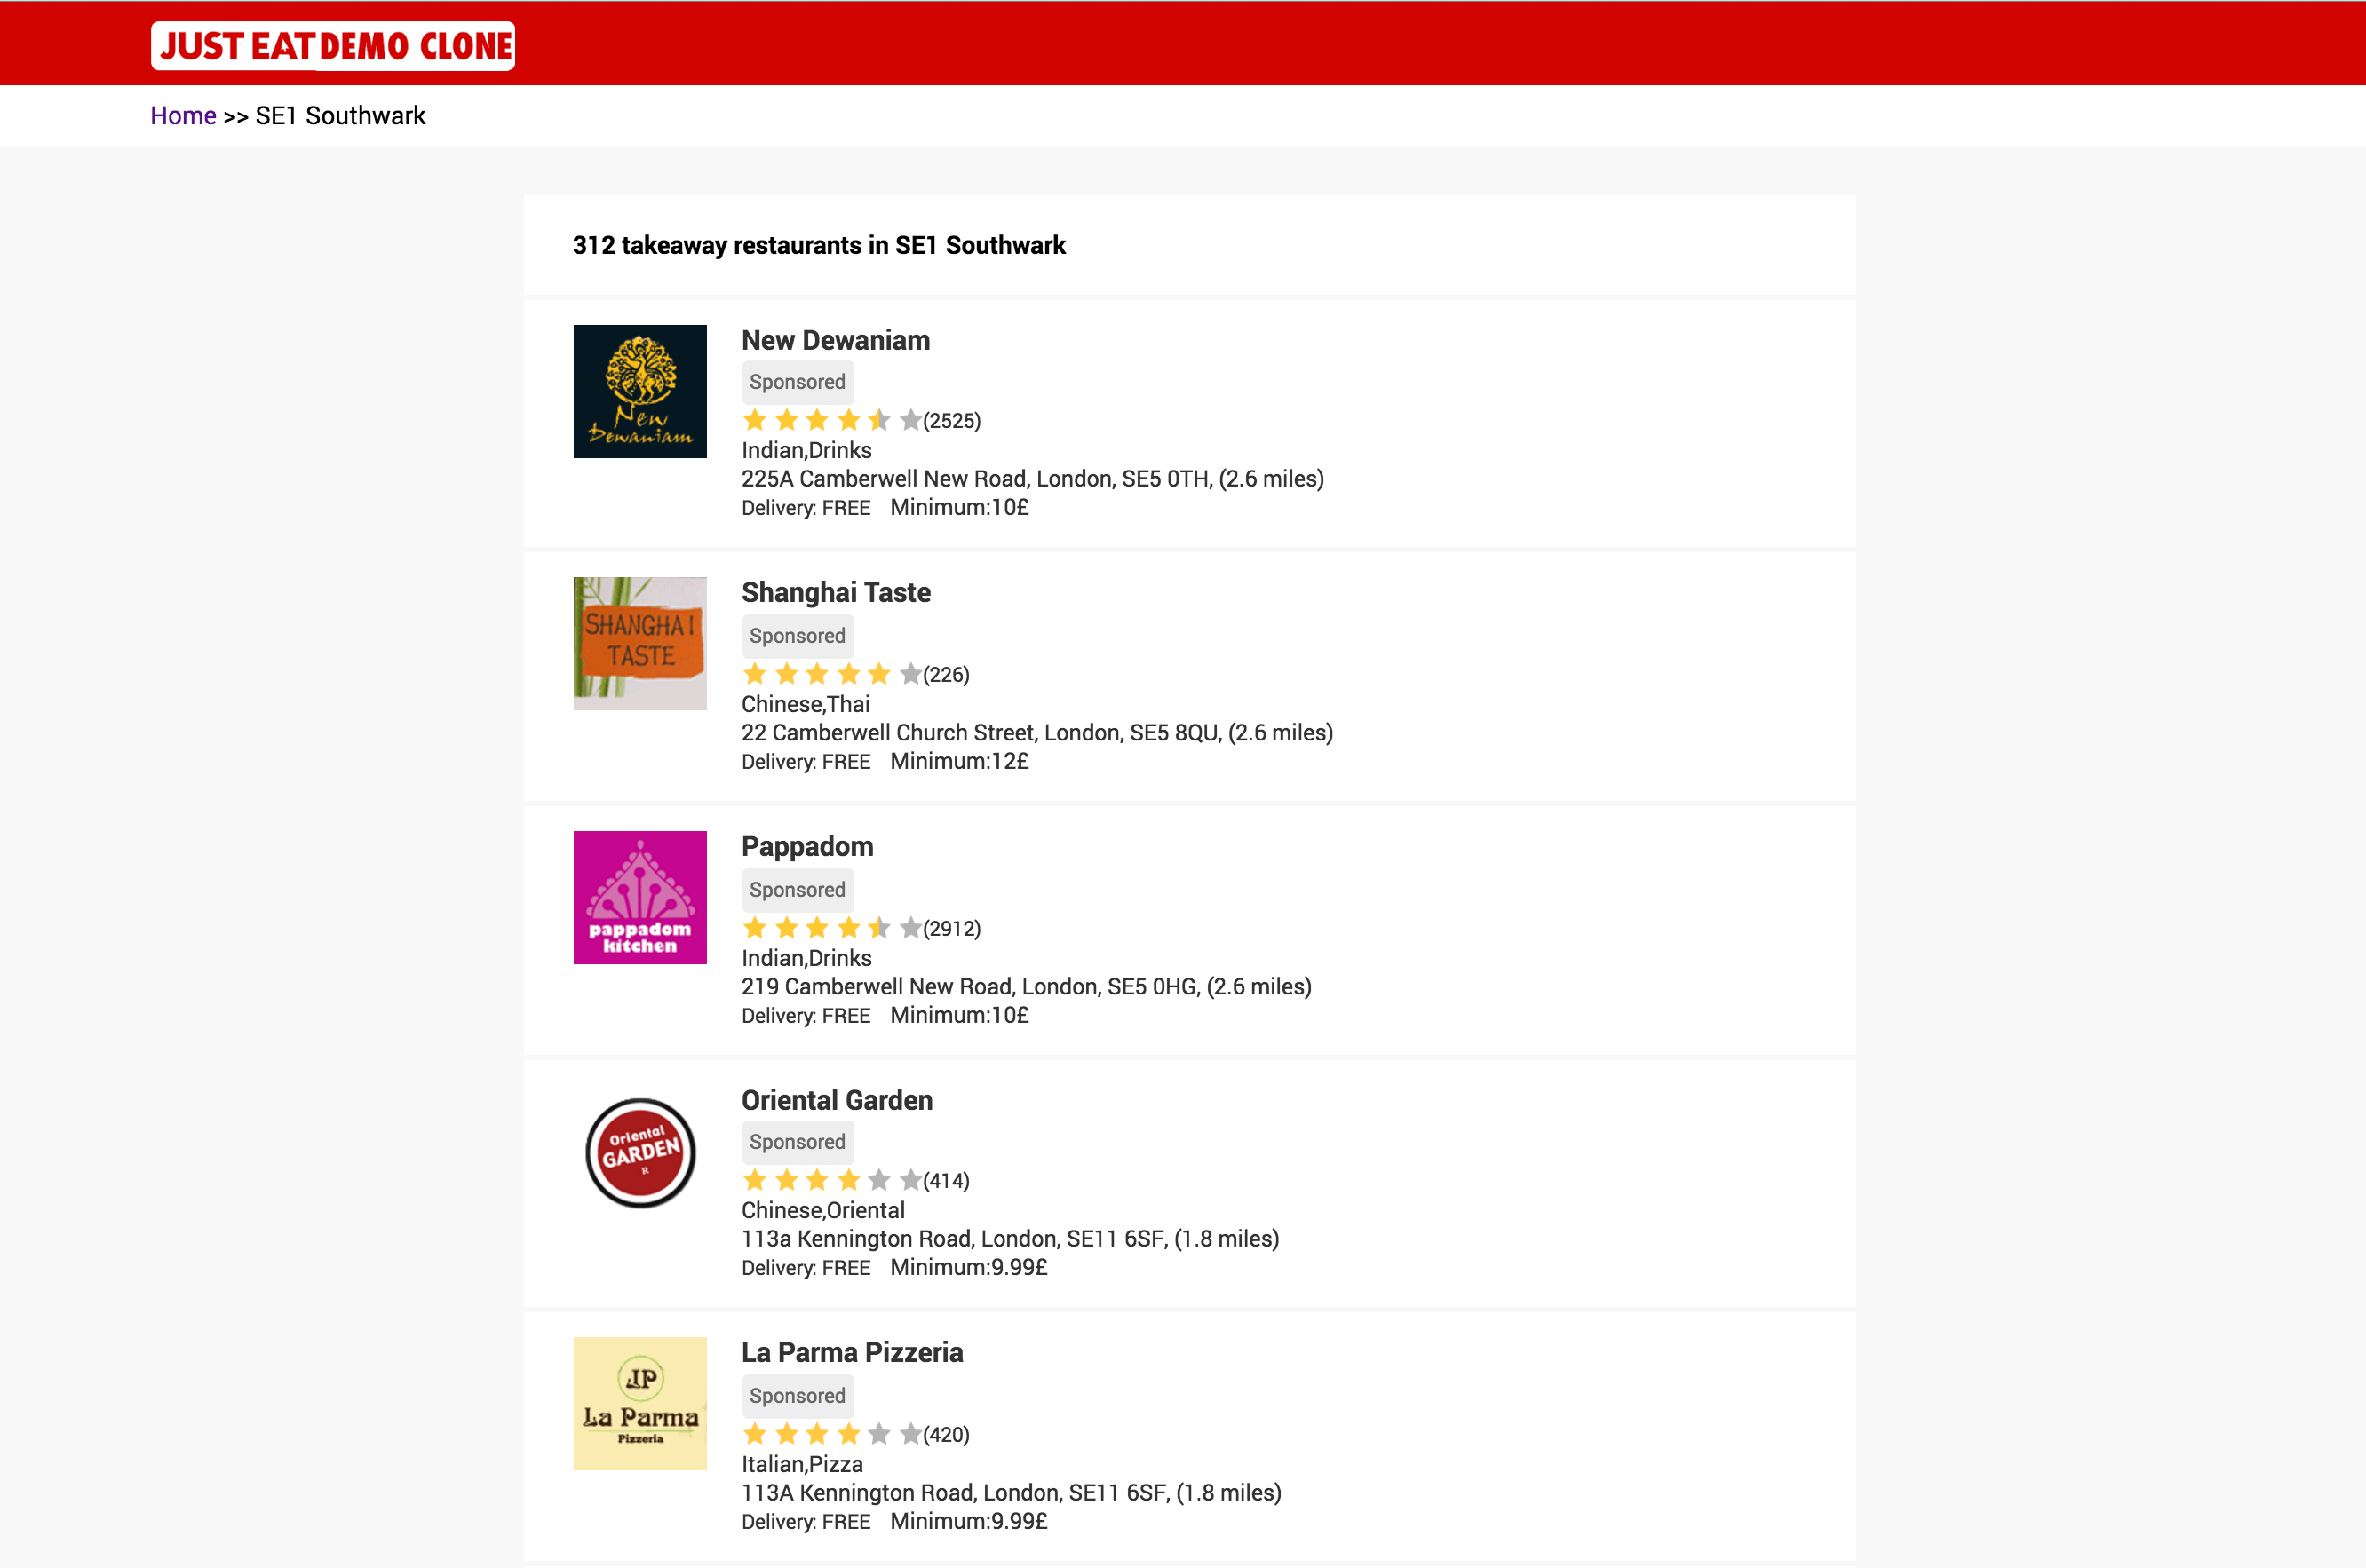 JUST EAT DEMO CLONE
Home >> SE1 Southwark
312 takeaway restaurants in SE1 Southwark
New Dewaniam
New Dewaniam
Sponsored
(2525)
Indian,Drinks
225A Camberwell New Road, London, SE5 0TH, (2.6 miles)
Delivery: FREE Minimum:10£
SHANGHAI
TASTE
Shanghai Taste
Sponsored
(226)
Chinese,Thai
22 Camberwell Church Street, London, SE5 8QU, (2.6 miles)
Delivery: FREE Minimum:12£
pappadom
kitchen
Pappadom
Sponsored
(2912)
Indian,Drinks
219 Camberwell New Road, London, SE5 0HG, (2.6 miles)
Delivery: FREE Minimum:10£
Oriental
GARDEN
R
Oriental Garden
Sponsored
(414)
Chinese,Oriental
113a Kennington Road, London, SE11 6SF, (1.8 miles)
Delivery: FREE Minimum:9.99£
LP
La Parma
Pizzeria
La Parma Pizzeria
Sponsored
(420)
Italian,Pizza
113A Kennington Road, London, SE11 6SF, (1.8 miles)
Delivery: FREE Minimum:9.99£